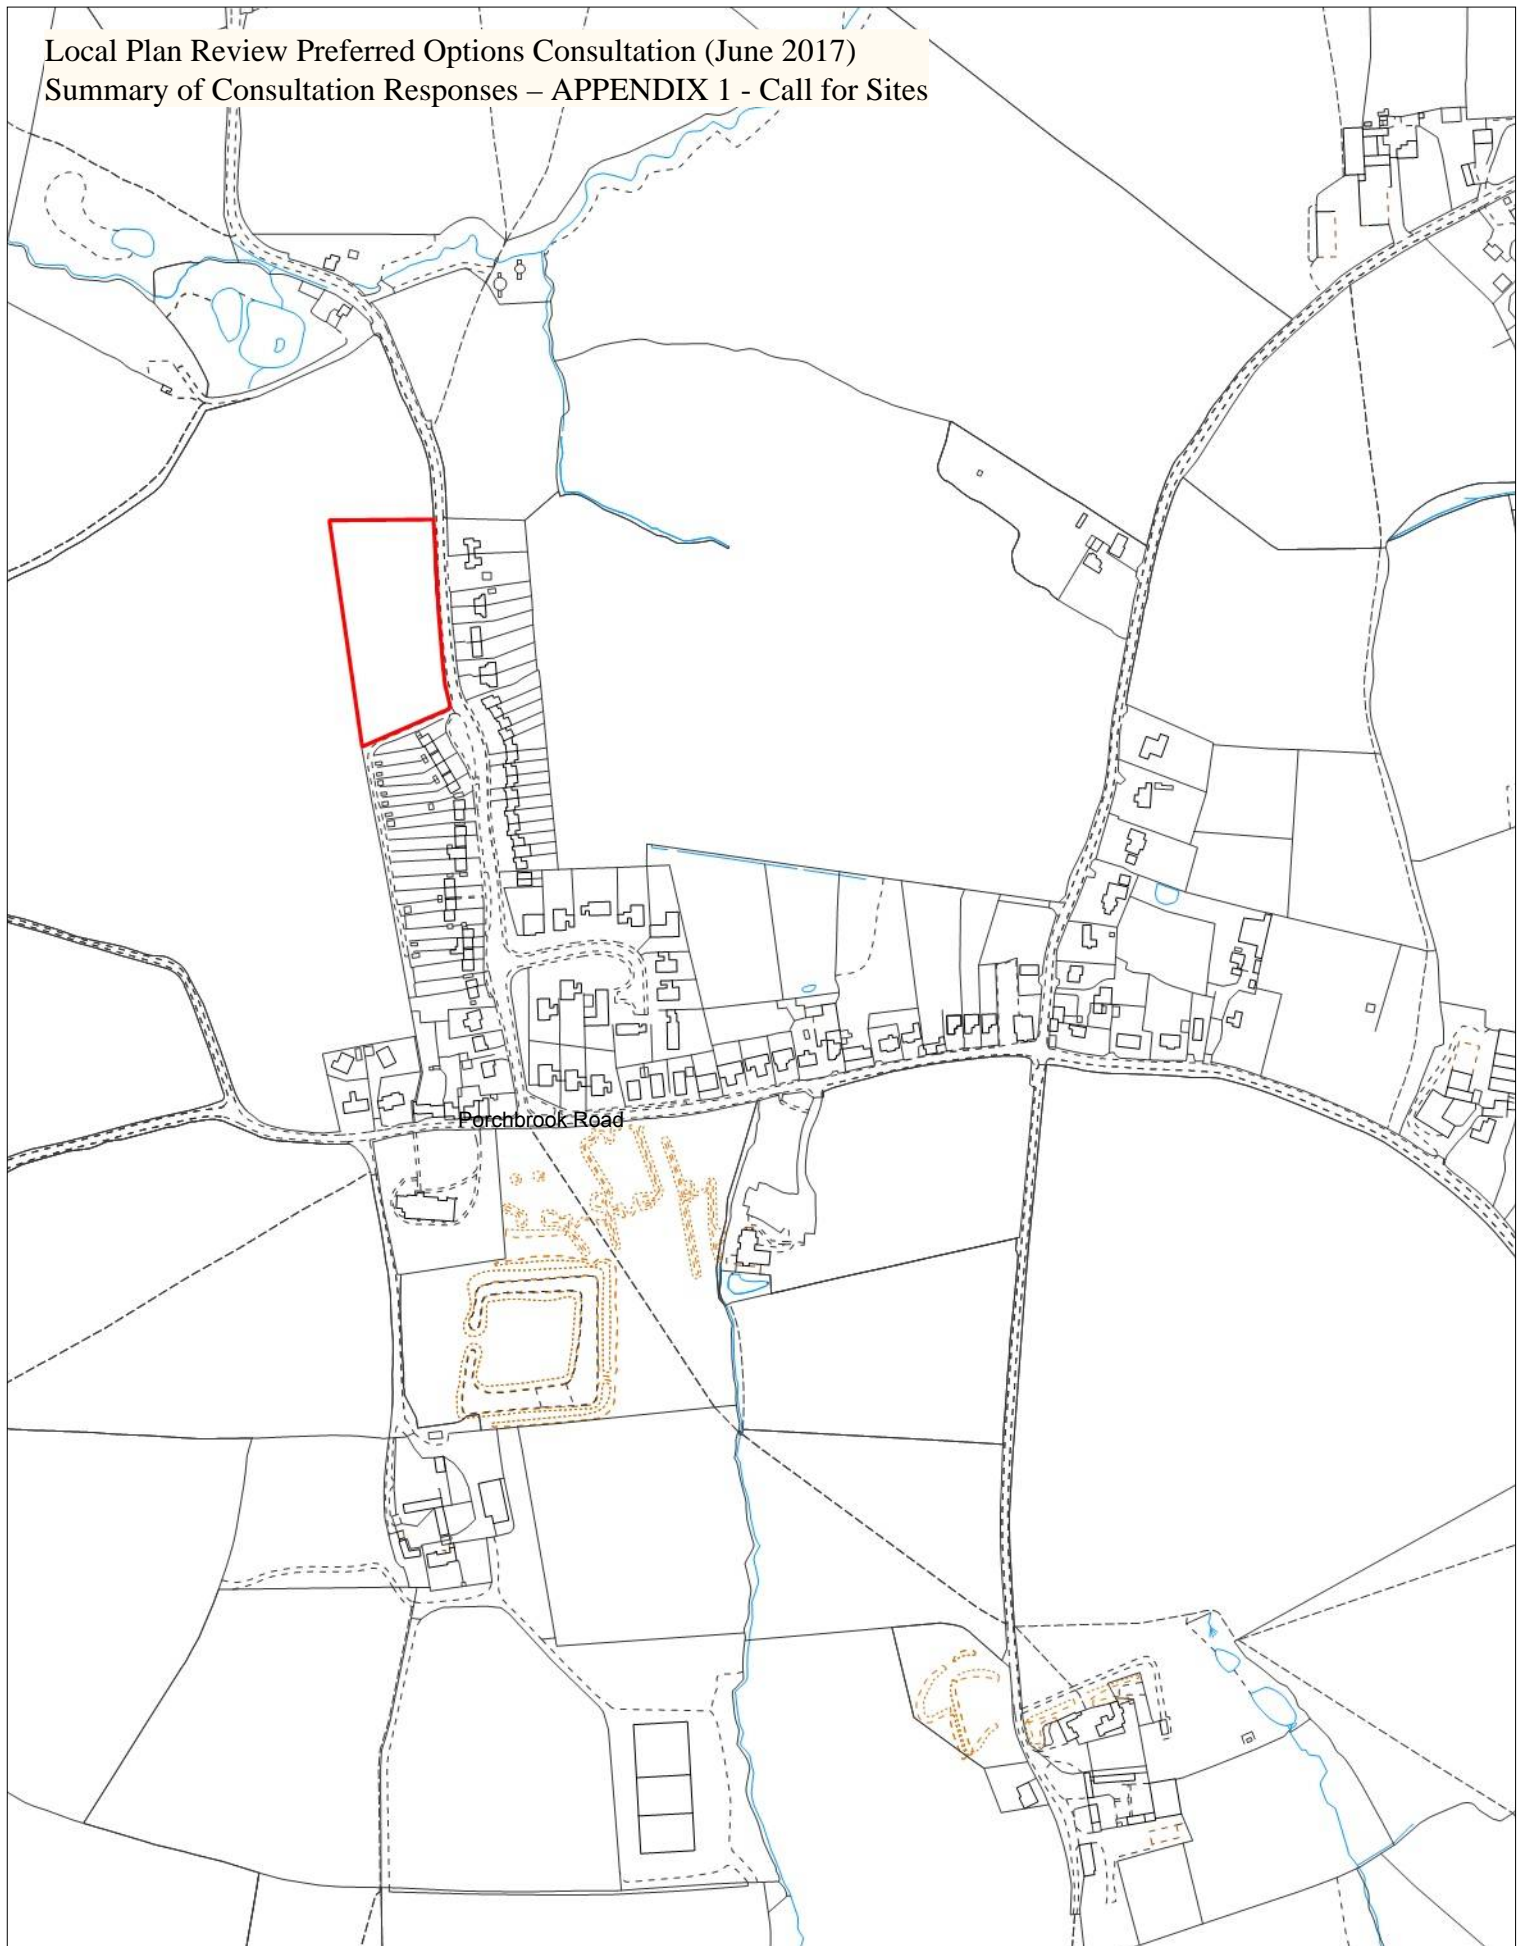 Local Plan Review Preferred Options Consultation (June 2017)
Summary of Consultation Responses – APPENDIX 1 - Call for Sites
Porchbrook Road